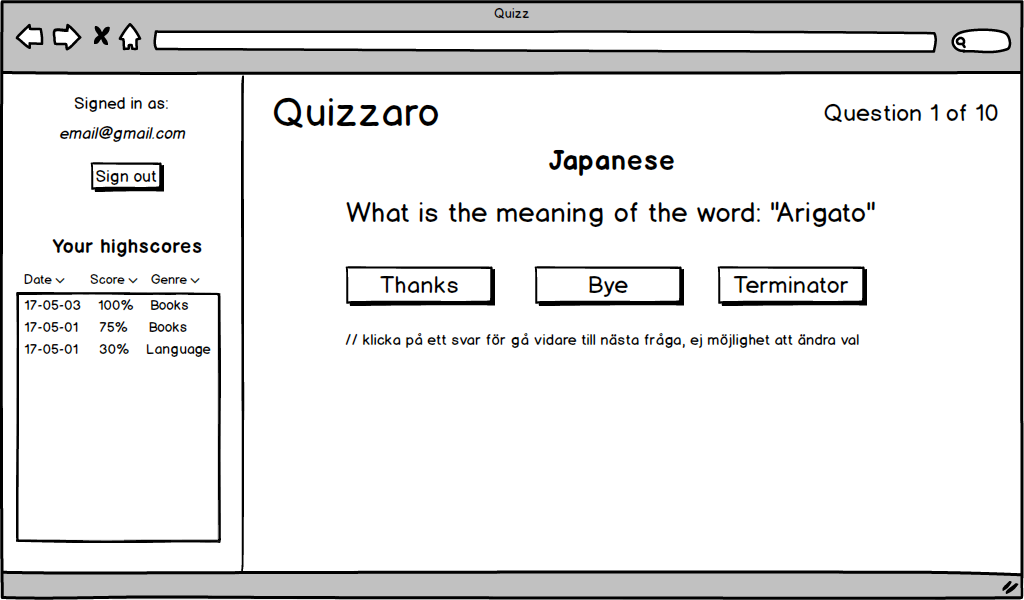 Quizz
Signed in as:
email@gmail.com
Sign out
Your highscores
Date Score Genre
17-05-03 100% Books
17-05-01 75% Books
17-05-01 30% Language
Quizzaro
Question 1 of 10
Japanese
What is the meaning of the word: "Arigato"
Thanks Bye Terminator
// klicka på ett svar för gå vidare till nästa fråga, ej möjlighet att ändra val